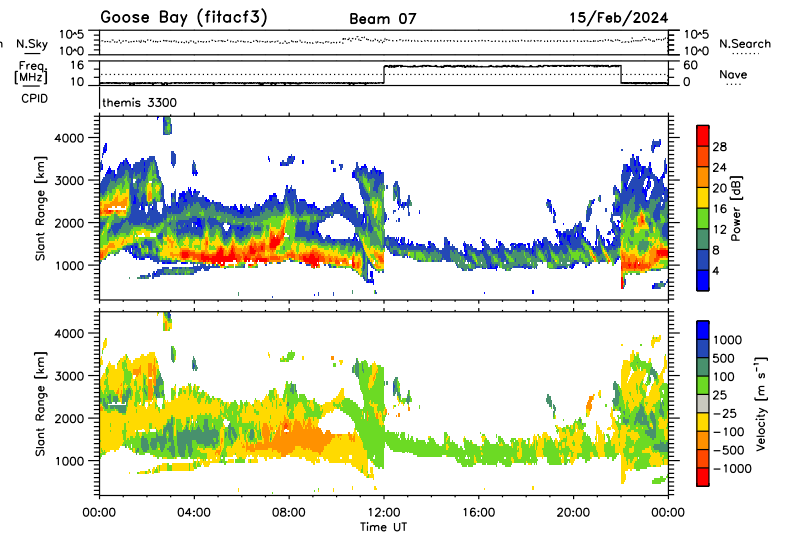 Goose Bay (fitacf3) Beam 07 15/Feb/2024
n N.Sky 10^5 10^0 10^5 10^0 N.Search
Freq. [MHz] 16 10 60 0 Nave
CPID themis 3300
Slant Range [km] 4000 3000 2000 1000
28 24 20 16 12 8 4 Power [dB]
Slant Range [km] 4000 3000 2000 1000
1000 500 100 25 -25 -100 -500 -1000 Velocity [m s⁻¹]
00:00 04:00 08:00 12:00 16:00 20:00 00:00
Time UT